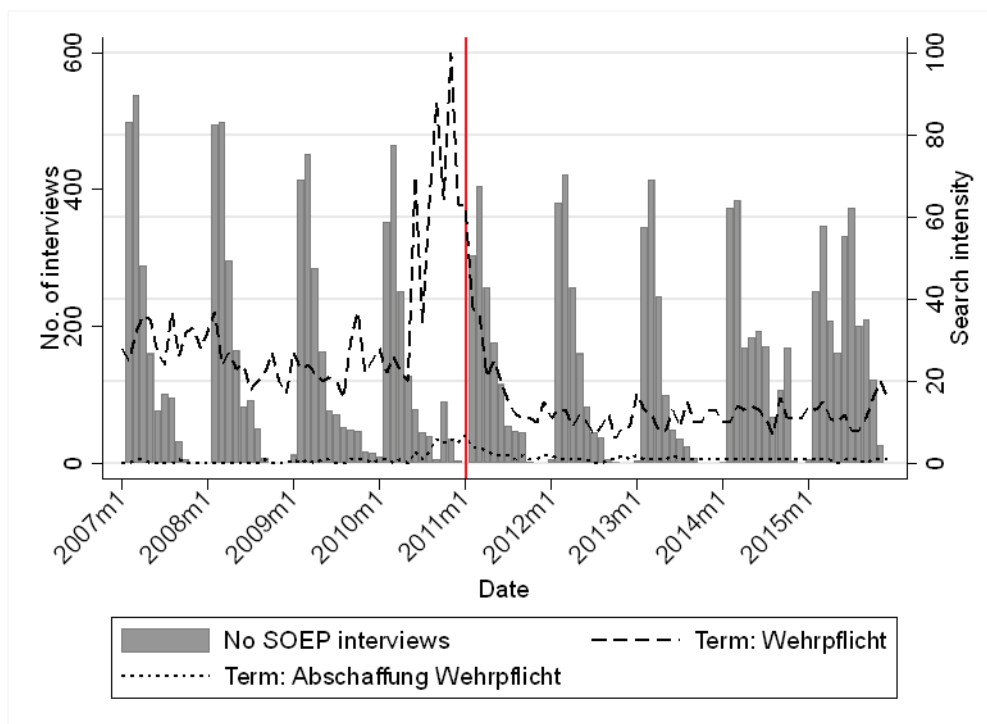 No. of interviews
600
400
200
0
Search intensity
100
80
60
40
20
0
2007m1
2008m1
2009m1
2010m1
2011m1
2012m1
2013m1
2014m1
2015m1
Date
No SOEP interviews
Term: Wehrpflicht
Term: Abschaffung Wehrpflicht